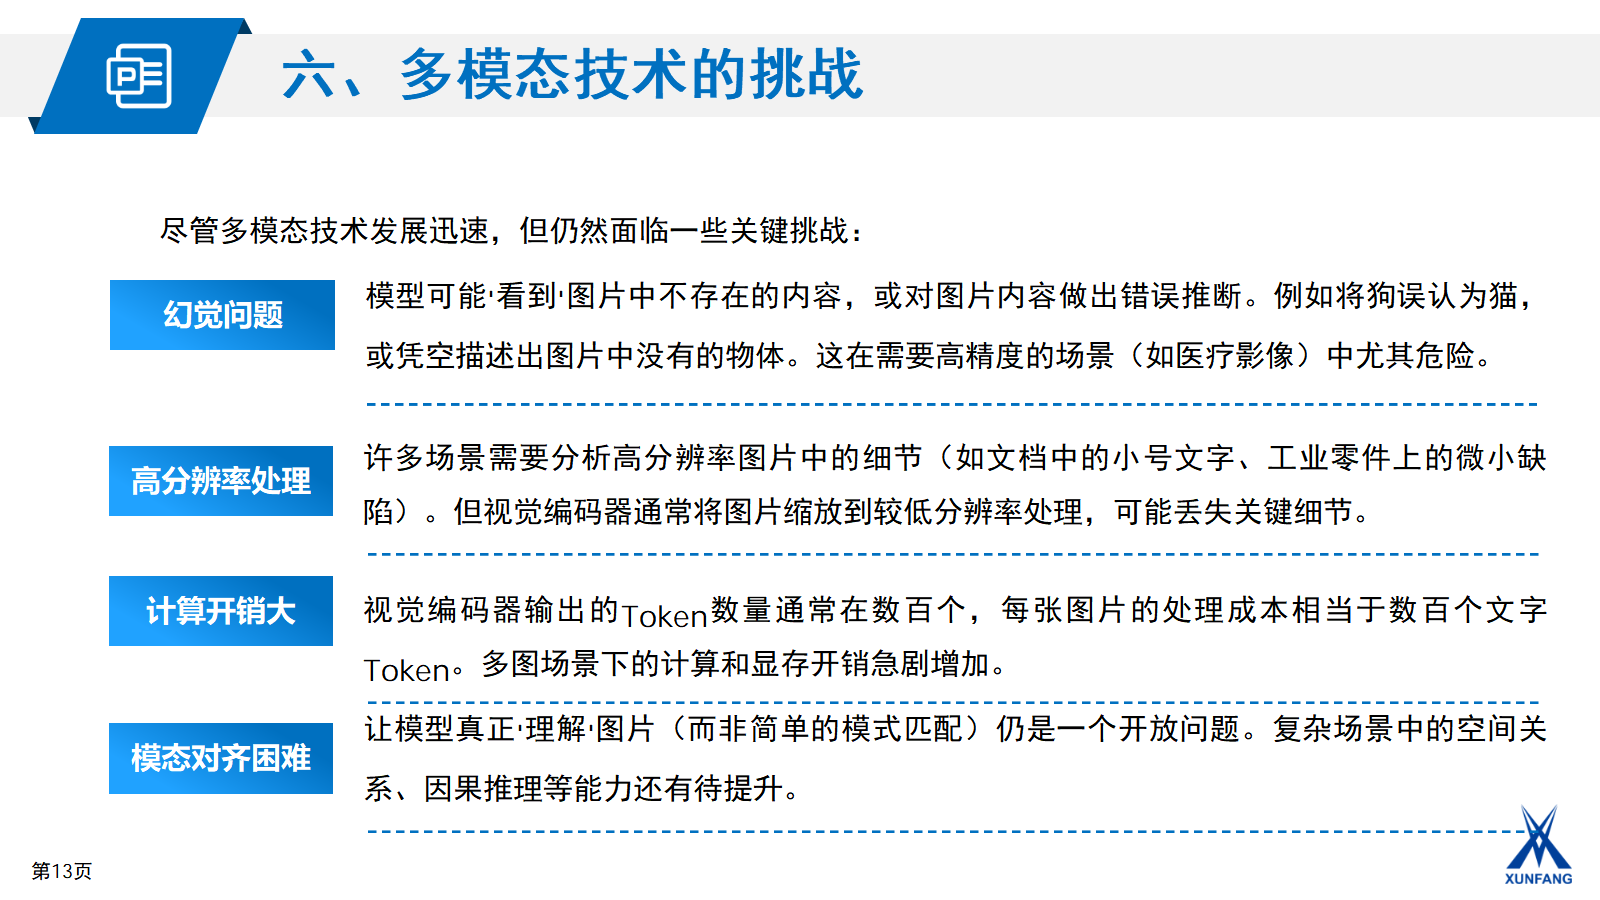 六、多模态技术的挑战
尽管多模态技术发展迅速，但仍然面临一些关键挑战：
幻觉问题
模型可能'看到'图片中不存在的内容，或对图片内容做出错误推断。例如将狗误认为猫，
或凭空描述出图片中没有的物体。这在需要高精度的场景（如医疗影像）中尤其危险。
高分辨率处理
许多场景需要分析高分辨率图片中的细节（如文档中的小号文字、工业零件上的微小缺
陷）。但视觉编码器通常将图片缩放到较低分辨率处理，可能丢失关键细节。
计算开销大
视觉编码器输出的Token数量通常在数百个，每张图片的处理成本相当于数百个文字
Token。多图场景下的计算和显存开销急剧增加。
模态对齐困难
让模型真正'理解'图片（而非简单的模式匹配）仍是一个开放问题。复杂场景中的空间关
系、因果推理等能力还有待提升。
第13页
XUNFANG